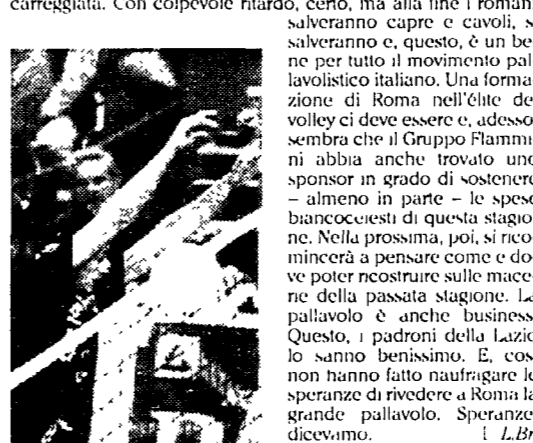 carreggiata. Con colpevole ritardo, certo, ma alla fine i romani
salveranno capre e cavoli, s
salveranno e, questo, è un be-
ne per tutto il movimento pal-
lavolistico italiano. Una forma-
zione di Roma nell'élite de
volley ci deve essere e, adesso
sembra che il Gruppo Flammi-
ni abbia anche trovato uno
sponsor in grado di sostenere
– almeno in parte – le spese
biancocelesti di questa stagio-
ne. Nella prossima, poi, si rico-
mincerà a pensare come e do-
ve poter ricostruire sulle mace-
rie della passata stagione. La
pallavolo è anche business
Questo, i padroni della Lazio
lo sanno benissimo. E, così
non hanno fatto naufragare le
speranze di rivedere a Roma la
grande pallavolo. Speranze
dicevamo. [ L.Br